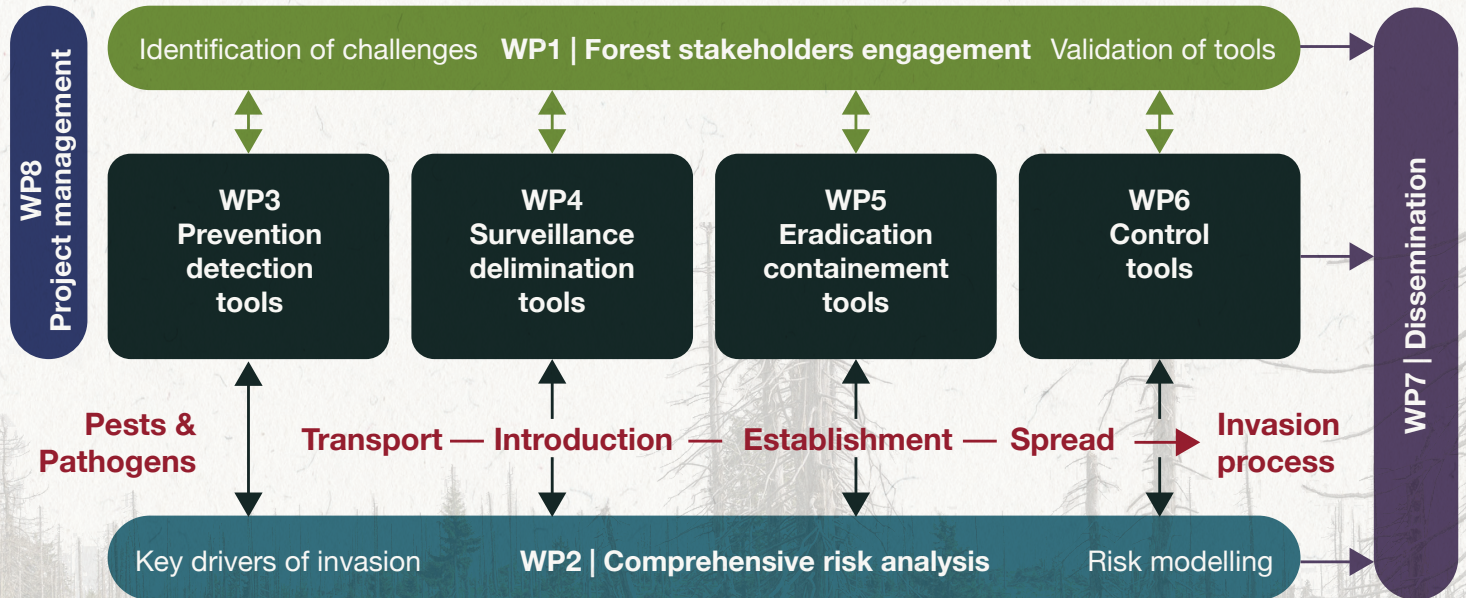 WP8
Project management
Identification of challenges WP1 | Forest stakeholders engagement Validation of tools
WP3
Prevention
detection
tools
WP4
Surveillance
delimination
tools
WP5
Eradication
containement
tools
WP6
Control
tools
WP7 | Dissemination
Pests &
Pathogens
Transport — Introduction — Establishment — Spread
Invasion
process
Key drivers of invasion WP2 | Comprehensive risk analysis Risk modelling